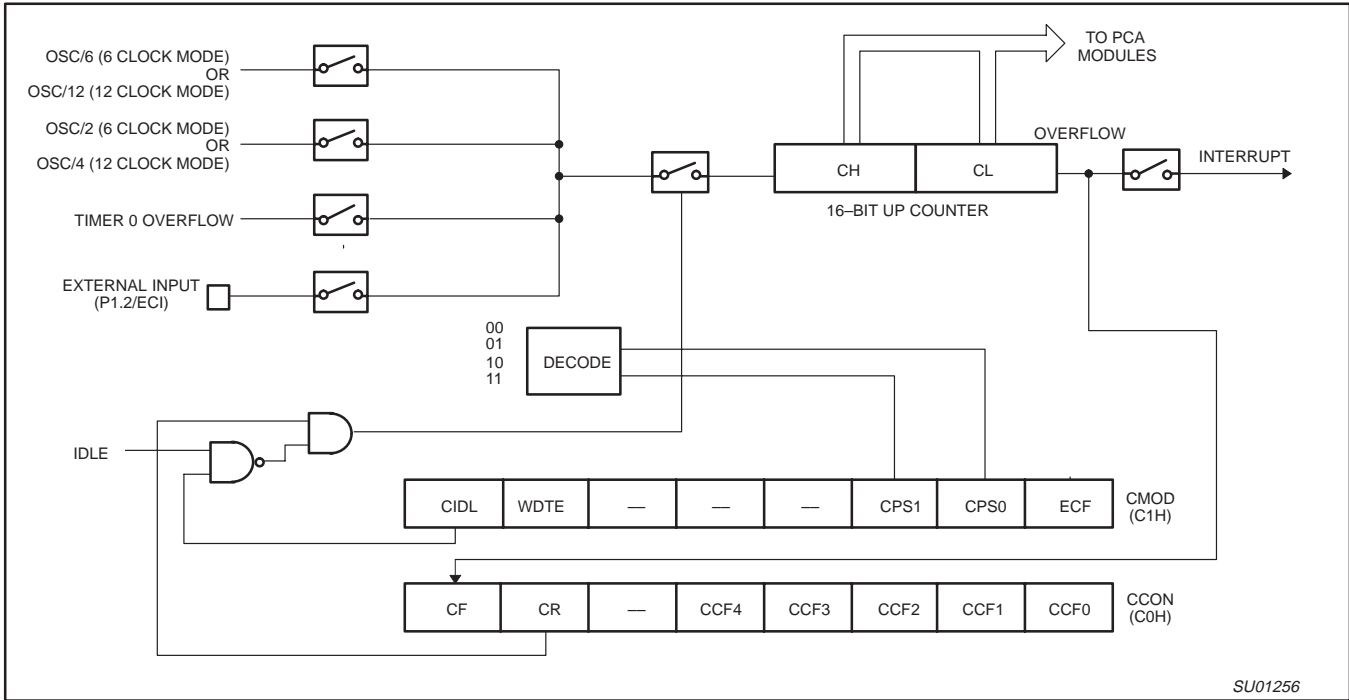 OSC/6 (6 CLOCK MODE)
OR
OSC/12 (12 CLOCK MODE)
OSC/2 (6 CLOCK MODE)
OR
OSC/4 (12 CLOCK MODE)
TIMER 0 OVERFLOW
EXTERNAL INPUT
(P1.2/ECI)
TO PCA
MODULES
OVERFLOW
INTERRUPT
CH
CL
16–BIT UP COUNTER
00
01
10
11
DECODE
IDLE
CIDL
WDTE
––
––
––
CPS1
CPS0
ECF
CMOD
(C1H)
CF
CR
––
CCF4
CCF3
CCF2
CCF1
CCF0
CCON
(C0H)
SU01256